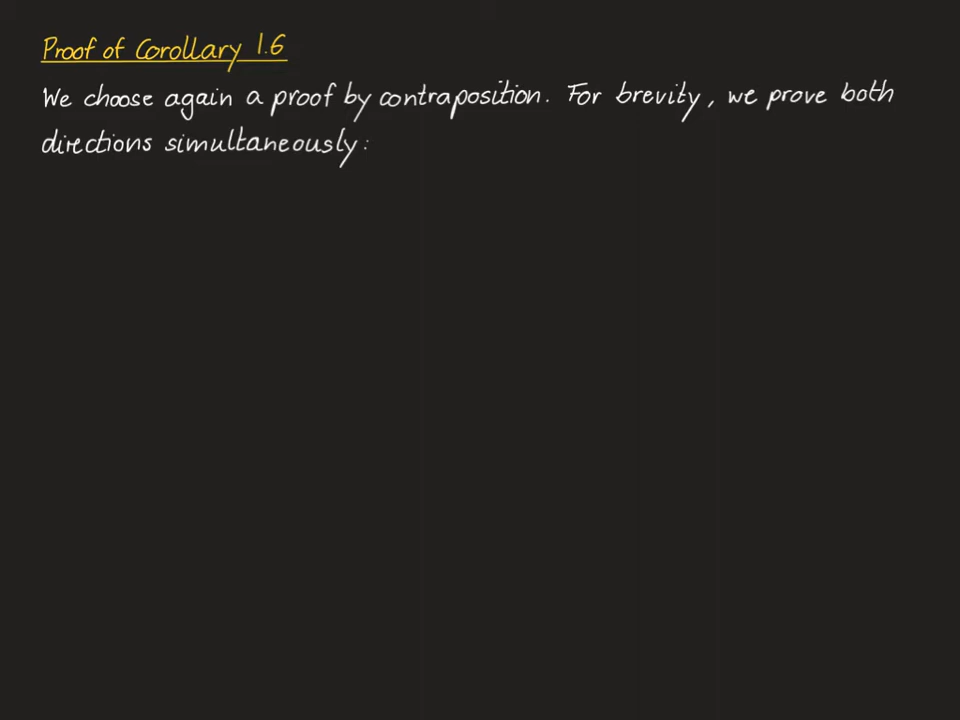 Proof of Corollary 1.6
We choose again a proof by contraposition. For brevity, we prove both
directions simultaneously: